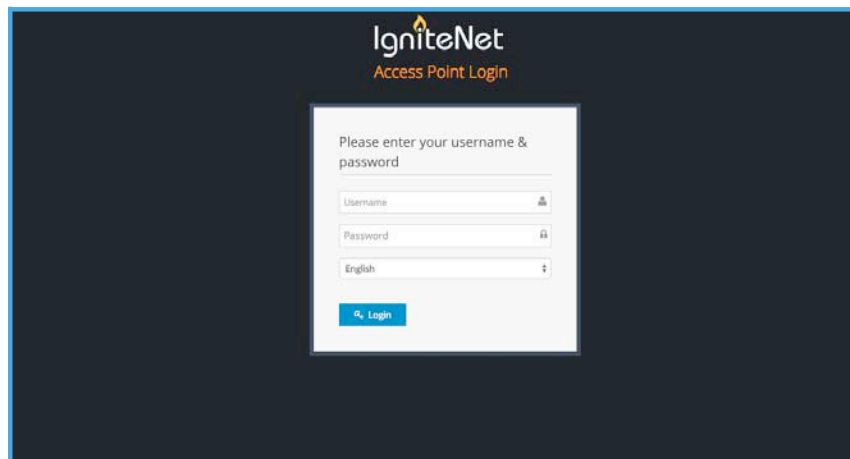 IgniteNet
Access Point Login
Please enter your username &
password
Username
Password
English
Login